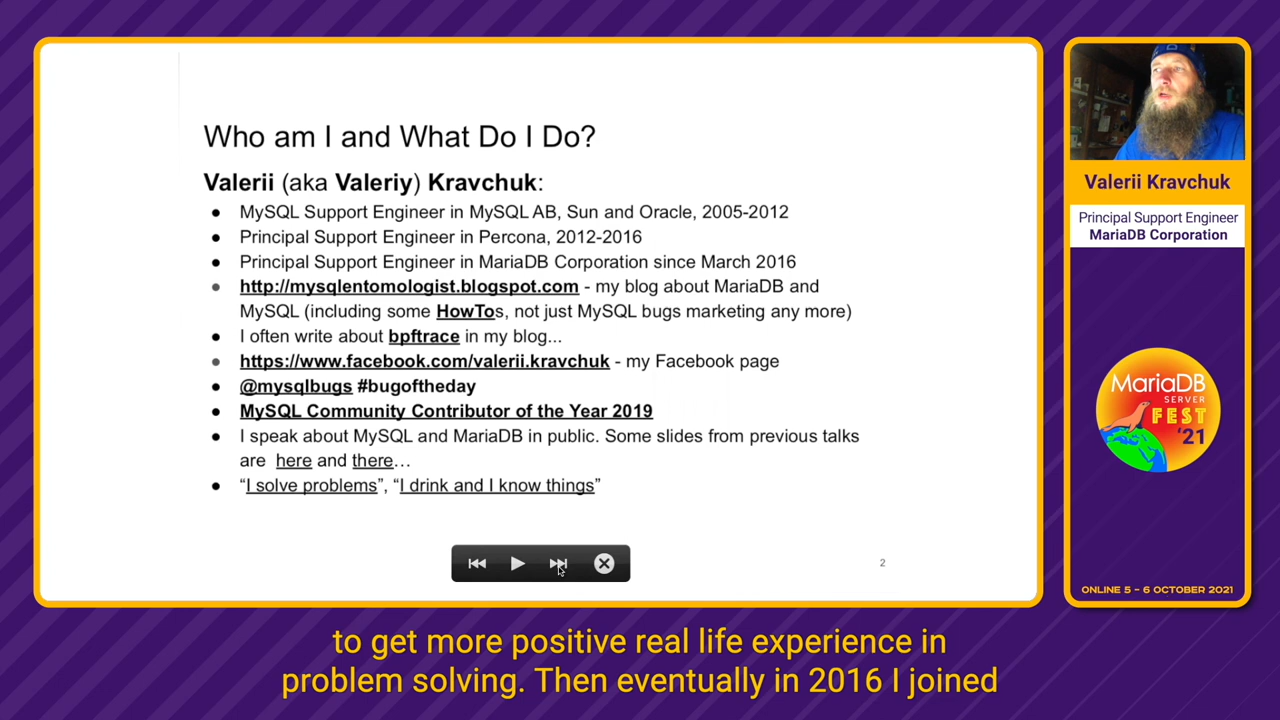 Who am I and What Do I Do?
Valerii (aka Valeriy) Kravchuk:
● MySQL Support Engineer in MySQL AB, Sun and Oracle, 2005-2012
● Principal Support Engineer in Percona, 2012-2016
● Principal Support Engineer in MariaDB Corporation since March 2016
● http://mysqlentomologist.blogspot.com - my blog about MariaDB and
MySQL (including some HowTos, not just MySQL bugs marketing any more)
● I often write about bpftrace in my blog...
● https://www.facebook.com/valerii.kravchuk - my Facebook page
● @mysqlbugs #bugoftheday
● MySQL Community Contributor of the Year 2019
● I speak about MySQL and MariaDB in public. Some slides from previous talks
are here and there…
● “I solve problems”, “I drink and I know things”
2
Valerii Kravchuk
Principal Support Engineer
MariaDB Corporation
MariaDB
SERVER
FEST
'21
ONLINE 5 - 6 OCTOBER 2021
to get more positive real life experience in
problem solving. Then eventually in 2016 I joined